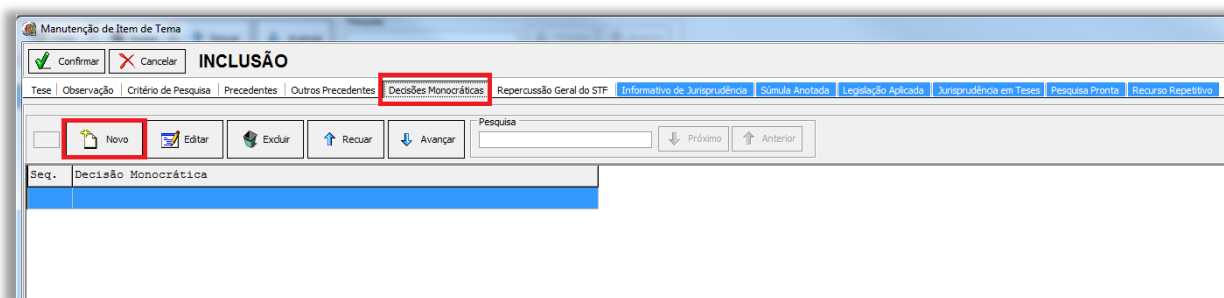 Manutenção de Item de Tema
Confirmar Cancelar INCLUSÃO
Tese Observação Critério de Pesquisa Precedentes Outros Precedentes Decisões Monocráticas Repercussão Geral do STF Informativo de Jurisprudência Súmula Anotada Legislação Aplicada Jurisprudência em Teses Pesquisa Pronta Recurso Repetitivo
Pesquisa
Novo Editar Excluir Recuar Avançar Próximo Anterior
Seq. Decisão Monocrática